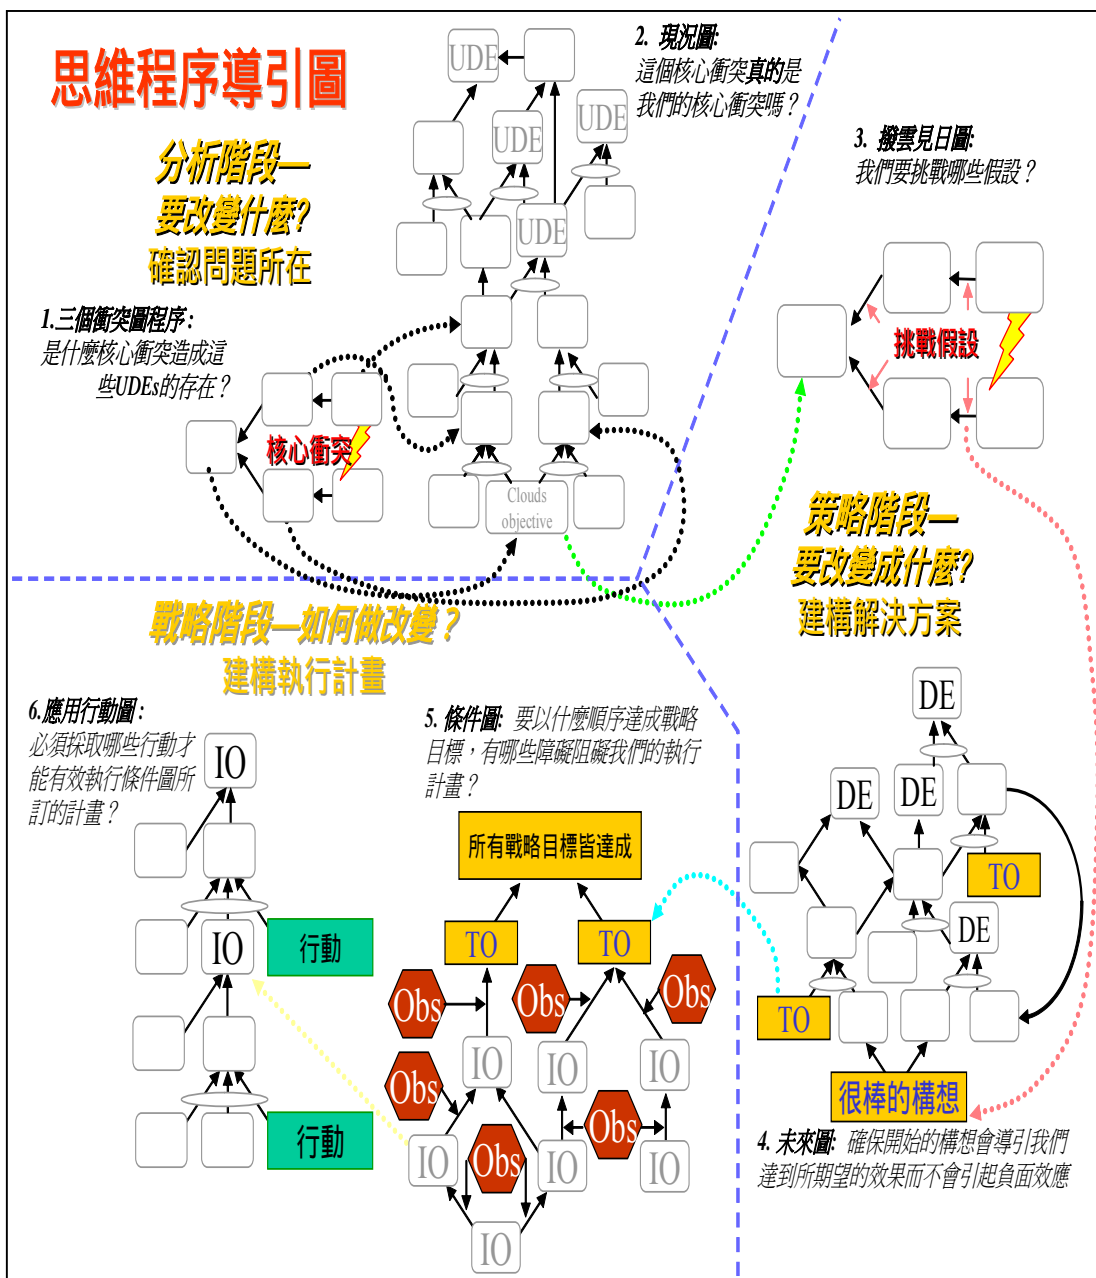 思維程序導引圖
分析階段—
要改變什麼?
確認問題所在
1.三個衝突圖程序:
是什麼核心衝突造成這
些UDEs的存在？
核心衝突
UDE
UDE
UDE
UDE
Clouds
objective
2. 現況圖:
這個核心衝突真的是
我們的核心衝突嗎？
3. 撥雲見日圖:
我們要挑戰哪些假設？
挑戰假設
策略階段—
要改變成什麼?
建構解決方案
DE
DE
DE
TO
DE
TO
很棒的構想
4. 未來圖: 確保開始的構想會導引我們
達到所期望的效果而不會引起負面效應
戰略階段—如何做改變？
建構執行計畫
5. 條件圖: 要以什麼順序達成戰略
目標，有哪些障礙阻礙我們的執行
計畫？
所有戰略目標皆達成
TO
TO
Obs
Obs
Obs
IO
IO
IO
Obs
Obs
IO
Obs
IO
IO
IO
6.應用行動圖:
必須採取哪些行動才
能有效執行條件圖所
訂的計畫？
IO
IO
行動
行動